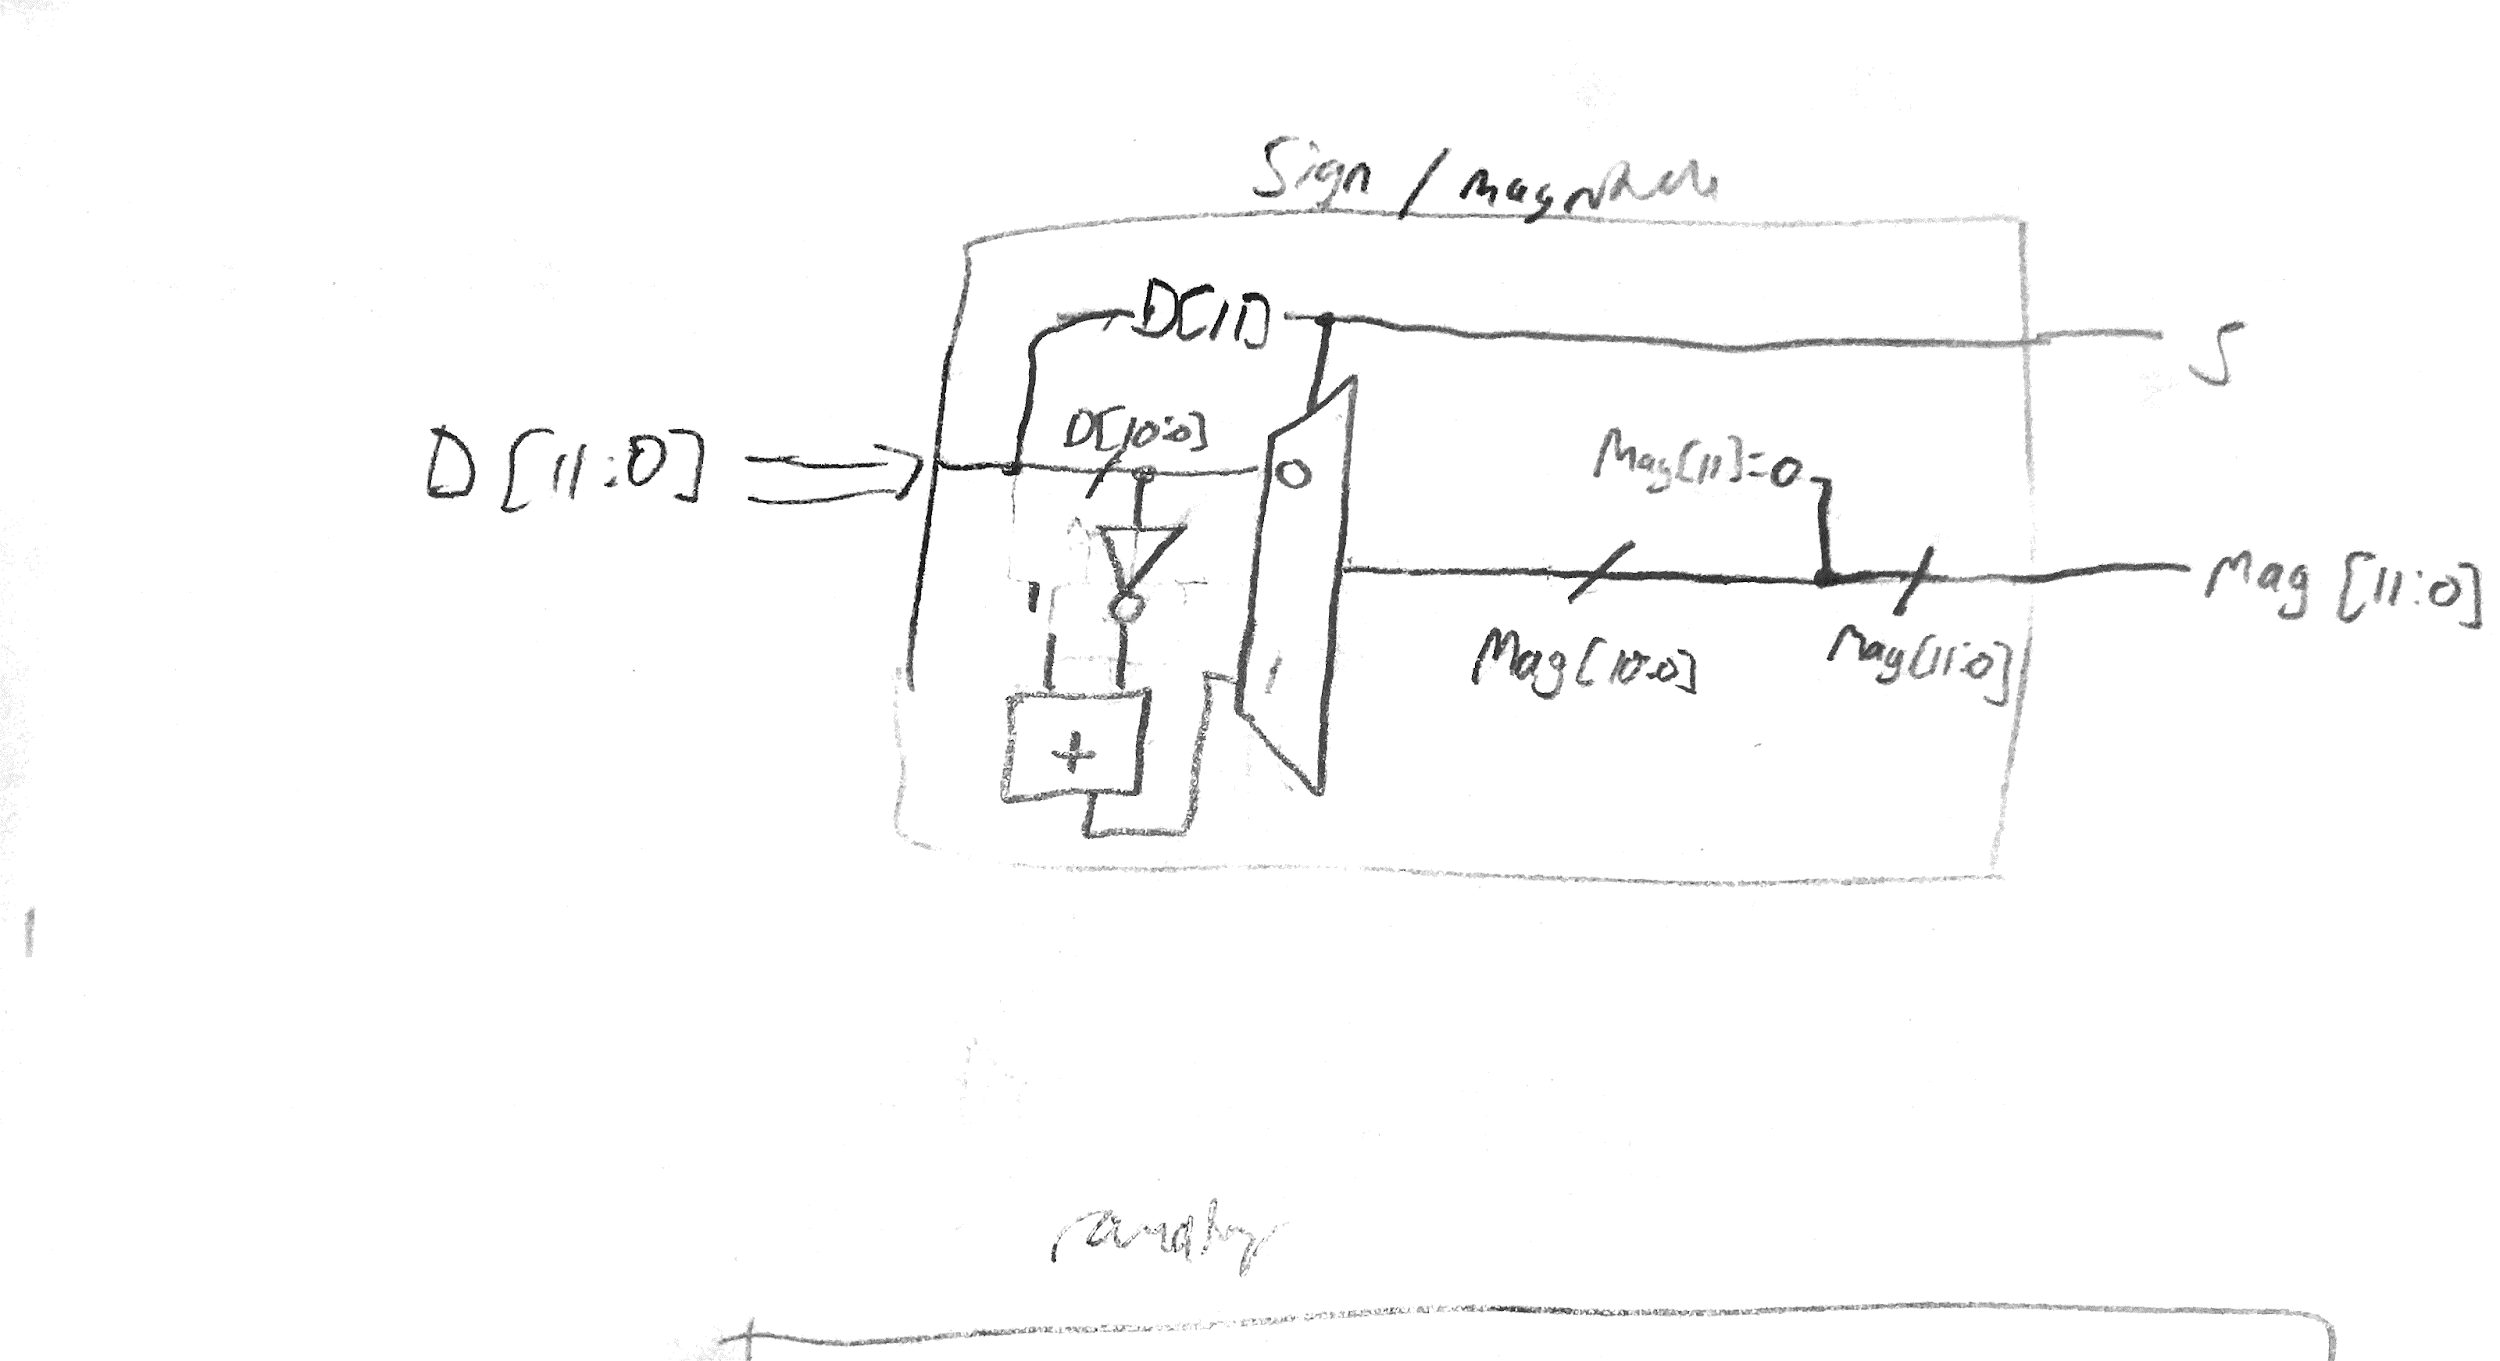 Sign / magnitude
D[11]
D[10:0]
D[11:0]
0
Mag[11]=0
1
+
1
Mag[10:0]
Mag[11:0]
S
Mag [11:0]